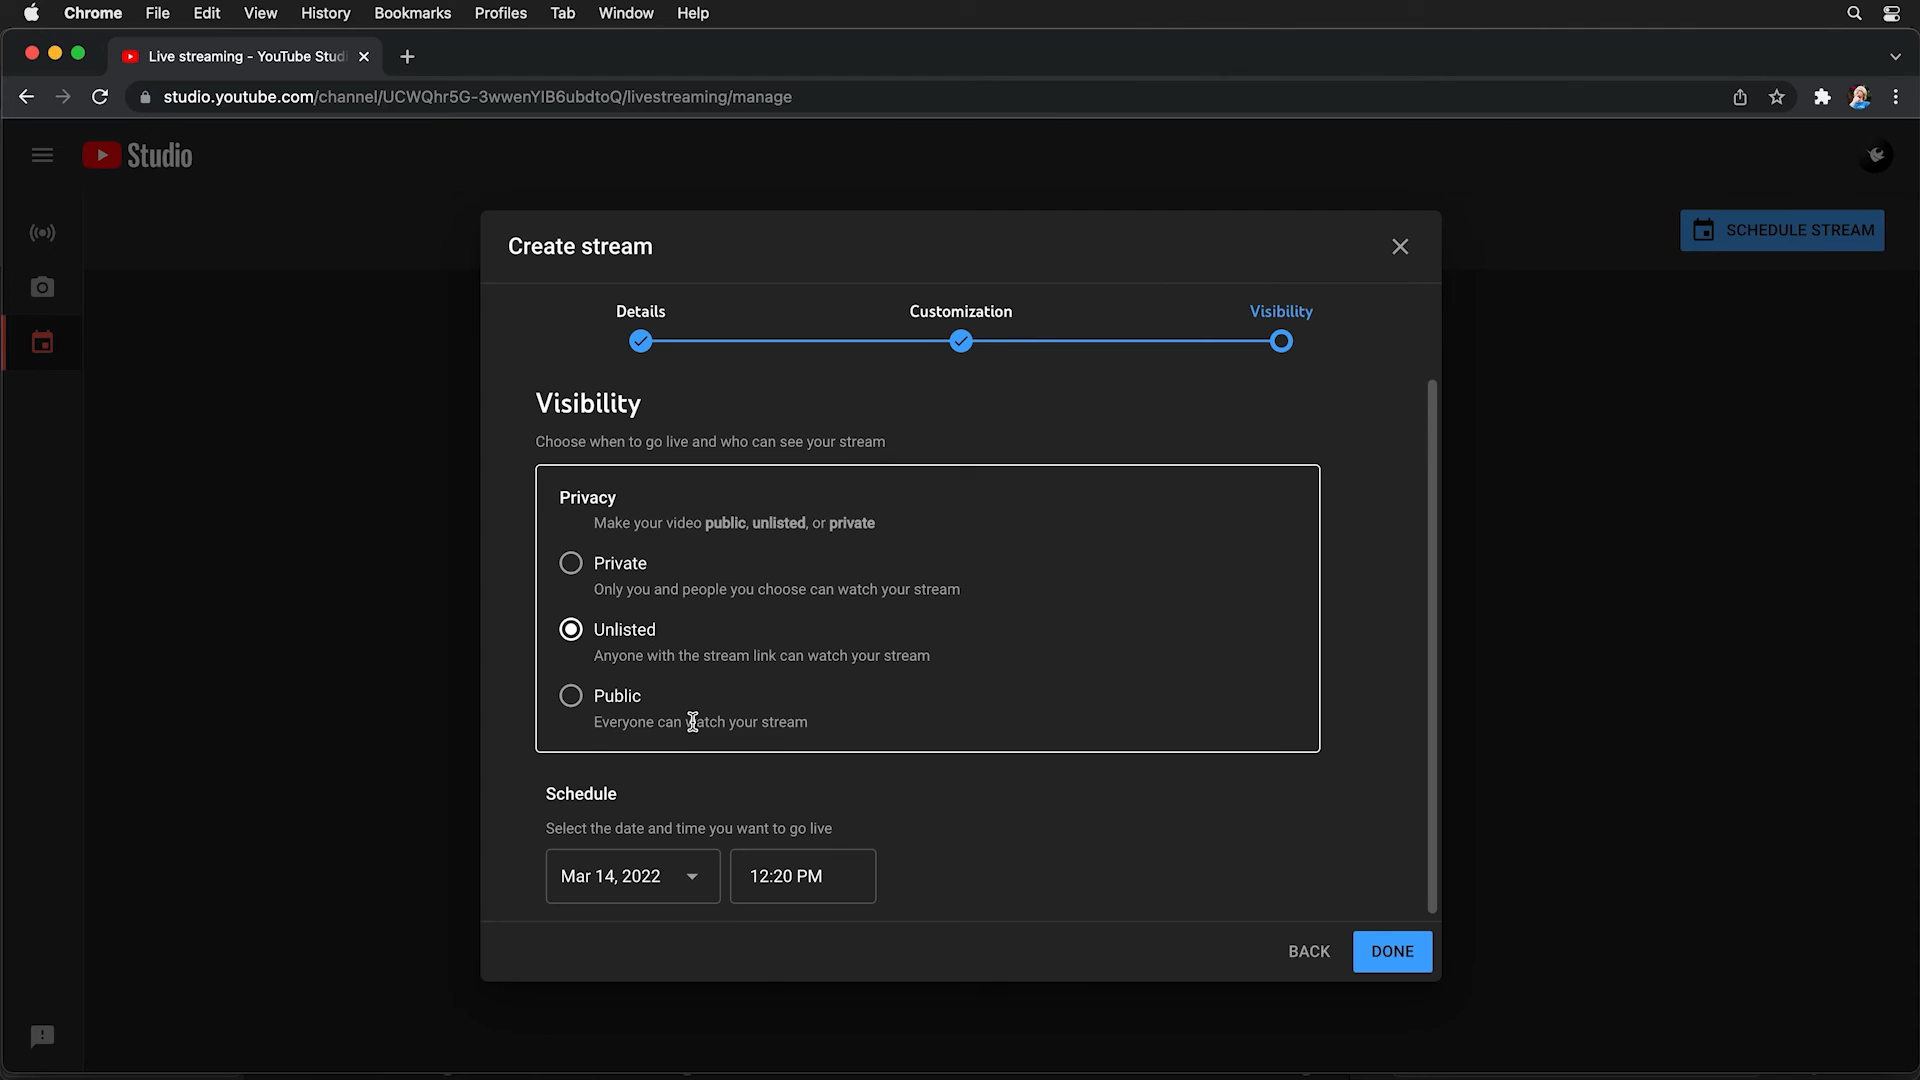 Chrome File Edit View History Bookmarks Profiles Tab Window Help
Live streaming - YouTube Stud
studio.youtube.com/channel/UCWQhr5G-3wwenYIB6ubdtoQ/livestreaming/manage
Studio
SCHEDULE STREAM
Create stream
Details Customization Visibility
Visibility
Choose when to go live and who can see your stream
Privacy
Make your video public, unlisted, or private
Private
Only you and people you choose can watch your stream
Unlisted
Anyone with the stream link can watch your stream
Public
Everyone can watch your stream
Schedule
Select the date and time you want to go live
Mar 14, 2022 12:20 PM
BACK DONE